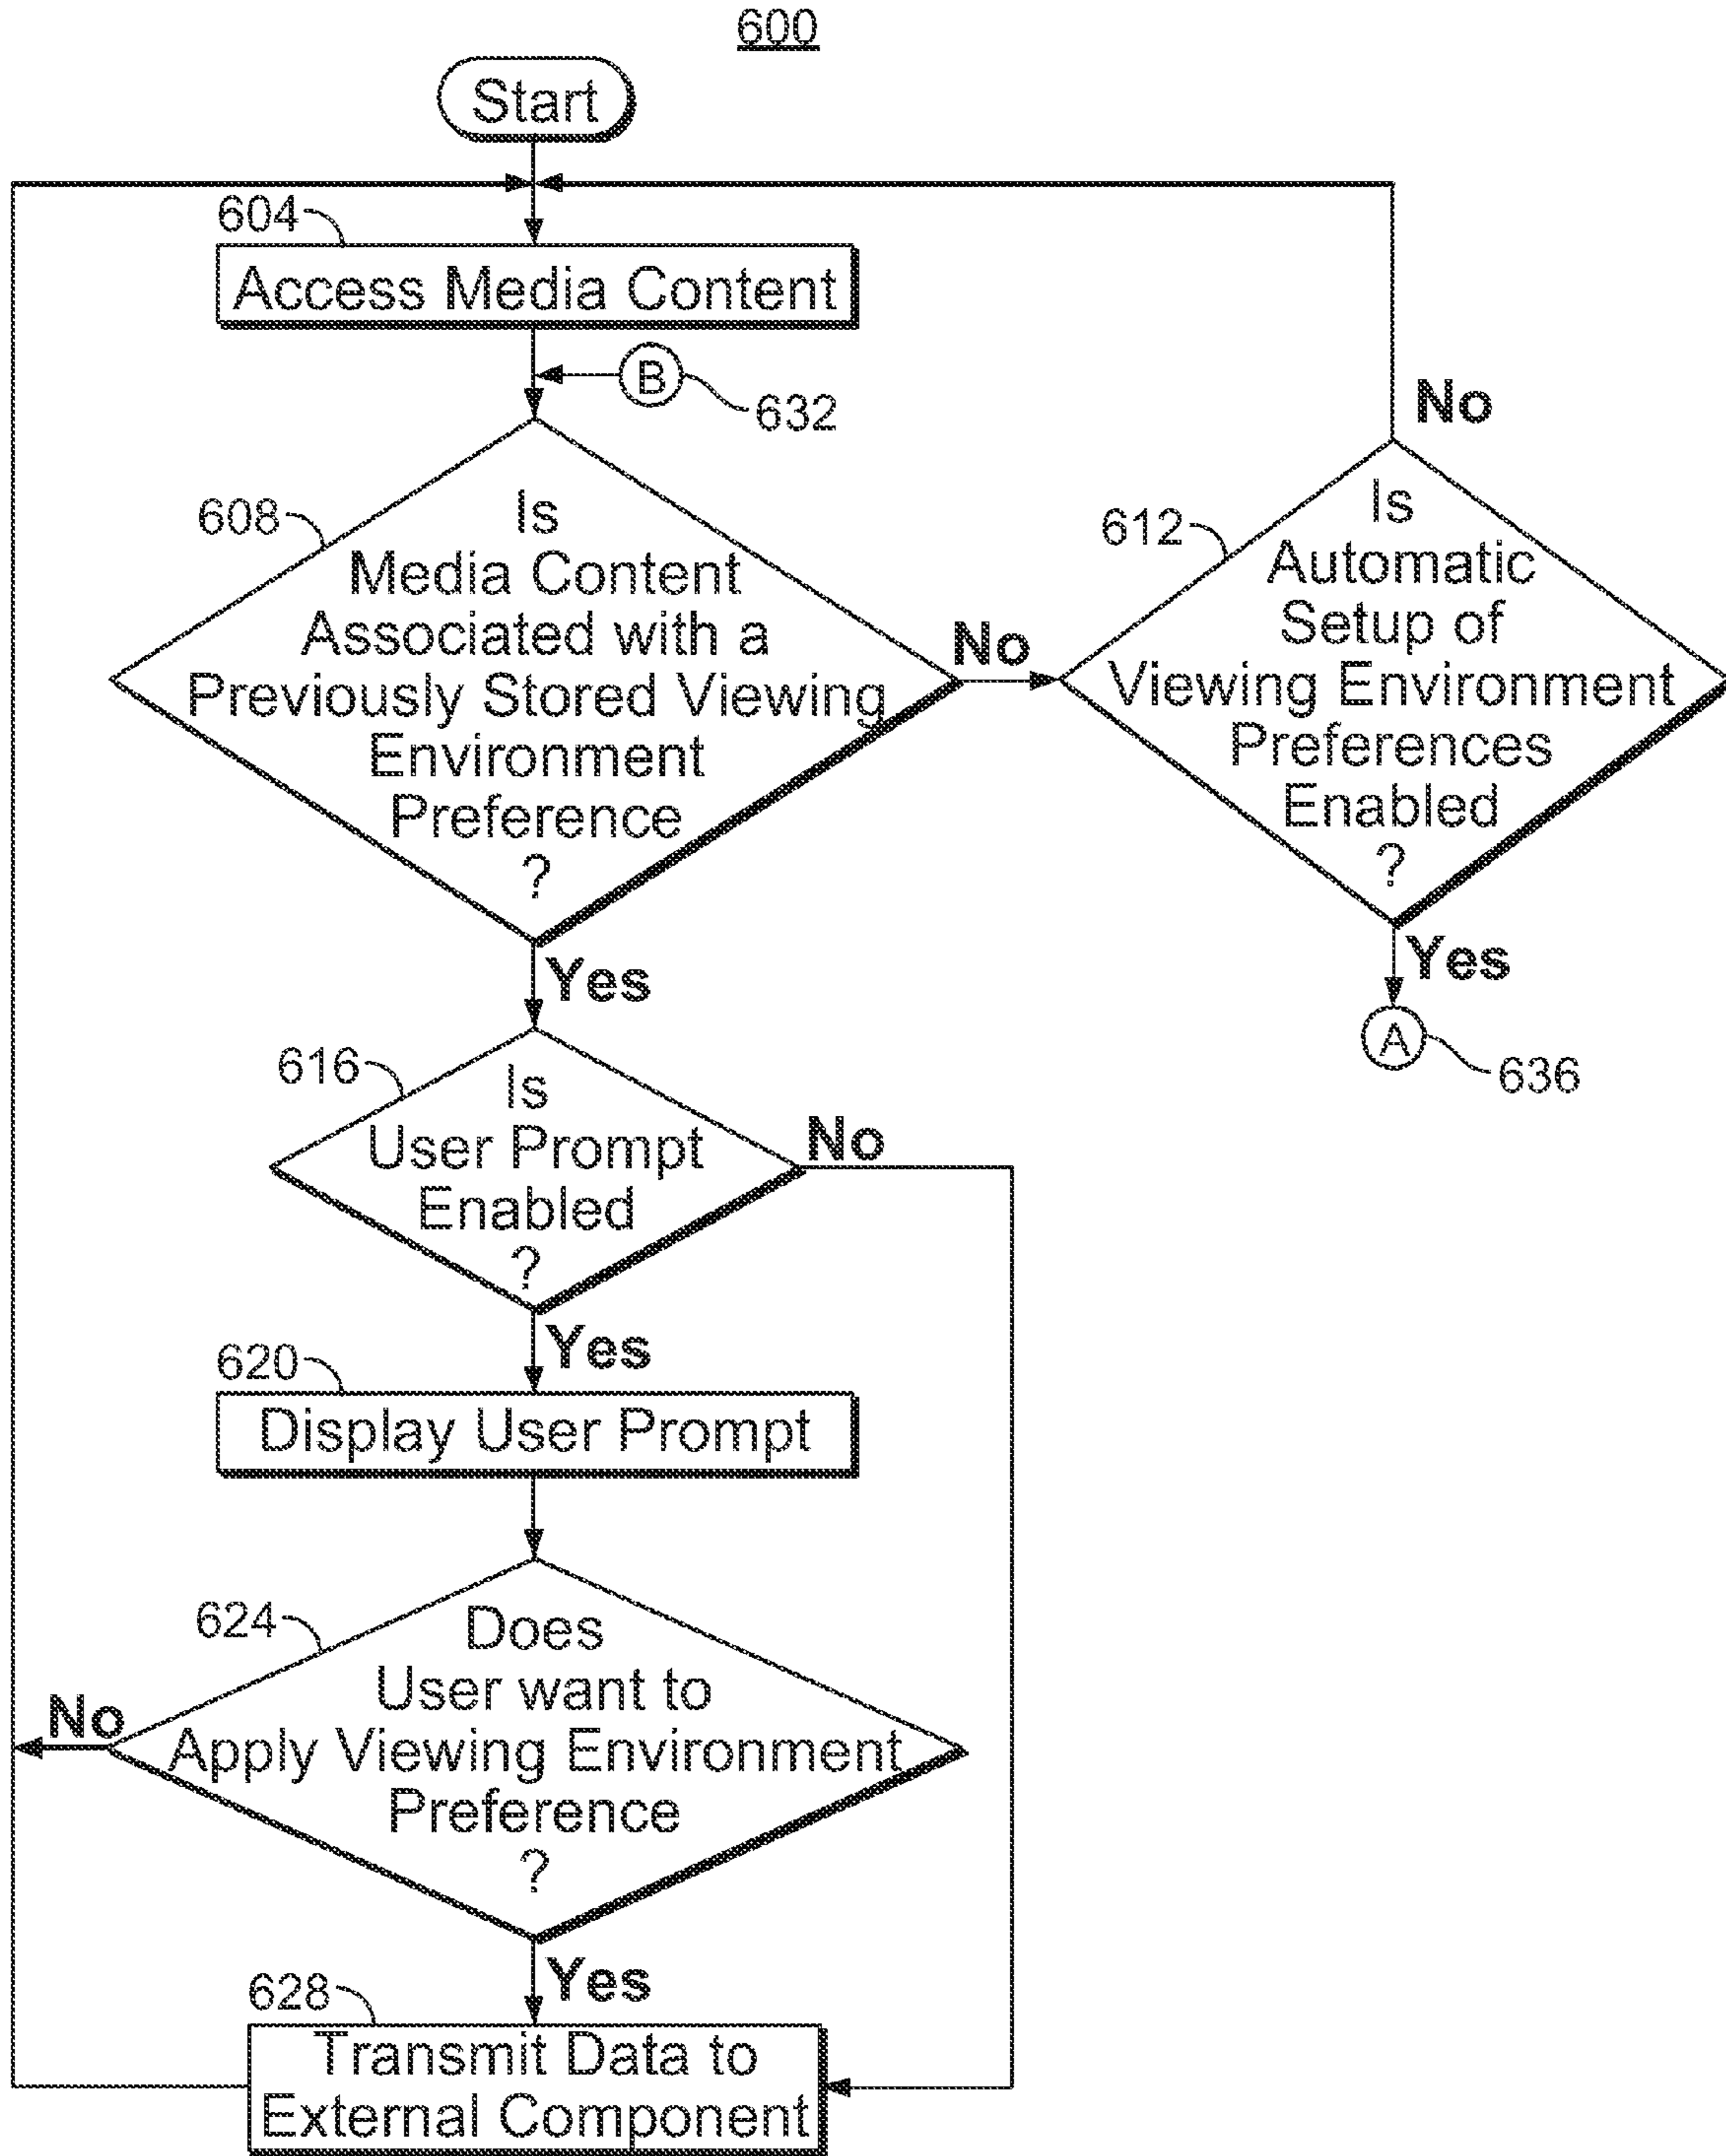 600
Start
604
Access Media Content
B
632
608
Is
Media Content
Associated with a
Previously Stored Viewing
Environment
Preference
?
No
612
Is
Automatic
Setup of
Viewing Environment
Preferences
Enabled
?
No
Yes
A
636
Yes
616
Is
User Prompt
Enabled
?
No
Yes
620
Display User Prompt
624
Does
User want to
Apply Viewing Environment
Preference
?
No
Yes
628
Transmit Data to
External Component